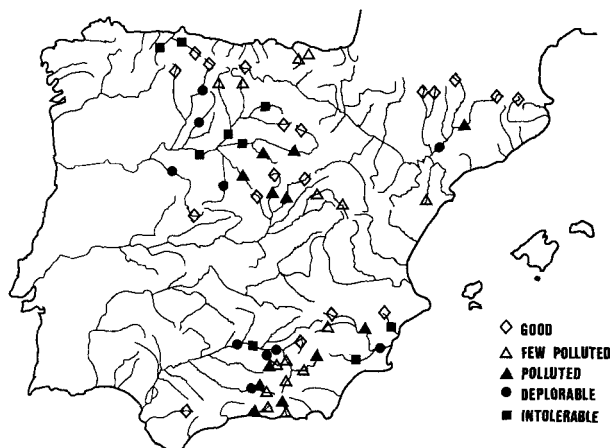 GOOD
FEW POLLUTED
POLLUTED
DEPLORABLE
INTOLERABLE